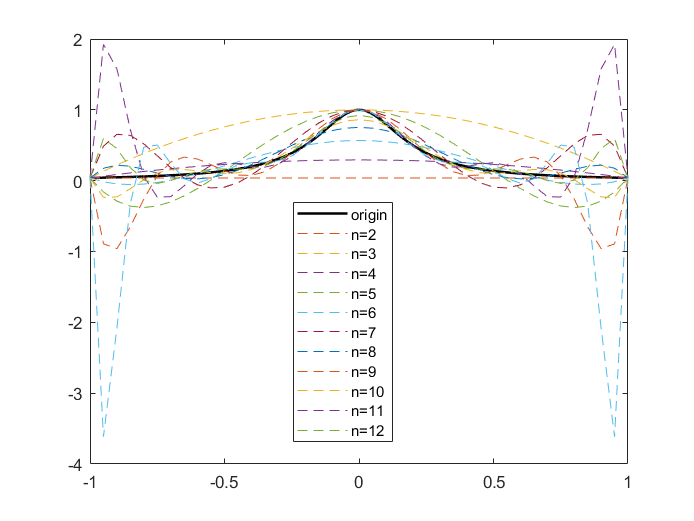 2
1
0
-1
-2
-3
-4
-1
-0.5
0
0.5
1
origin
n=2
n=3
n=4
n=5
n=6
n=7
n=8
n=9
n=10
n=11
n=12